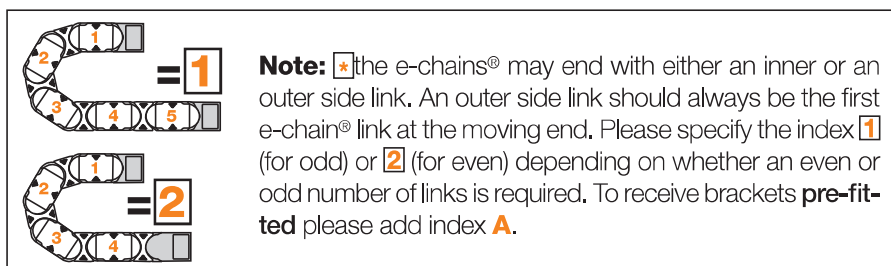 1
2
3
4
5
= 1
1
2
3
4
= 2
Note: * the e-chains® may end with either an inner or an
outer side link. An outer side link should always be the first
e-chain® link at the moving end. Please specify the index 1
(for odd) or 2 (for even) depending on whether an even or
odd number of links is required. To receive brackets pre-fit-
ted please add index A.